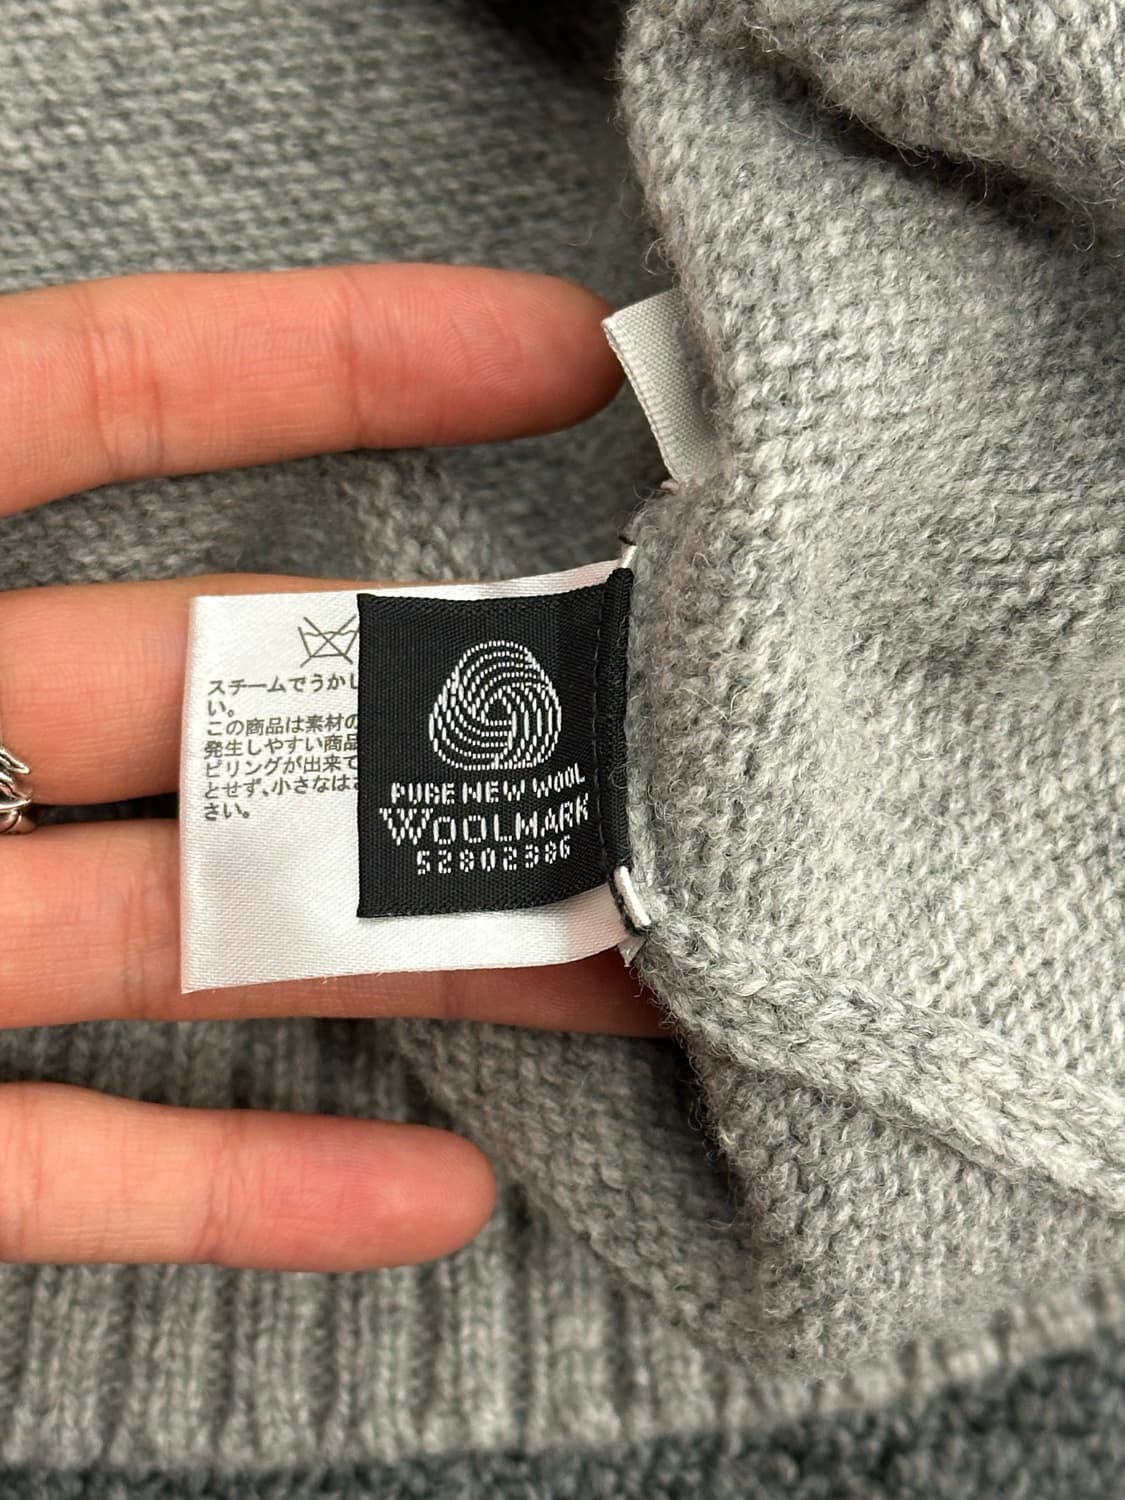 スチームでうかし
い。
この商品は素材の
発生しやすい商品
ピリングが出来て
とせず、小さなは
さい。
PURE NEW WOOL
WOOLMARK
52802386